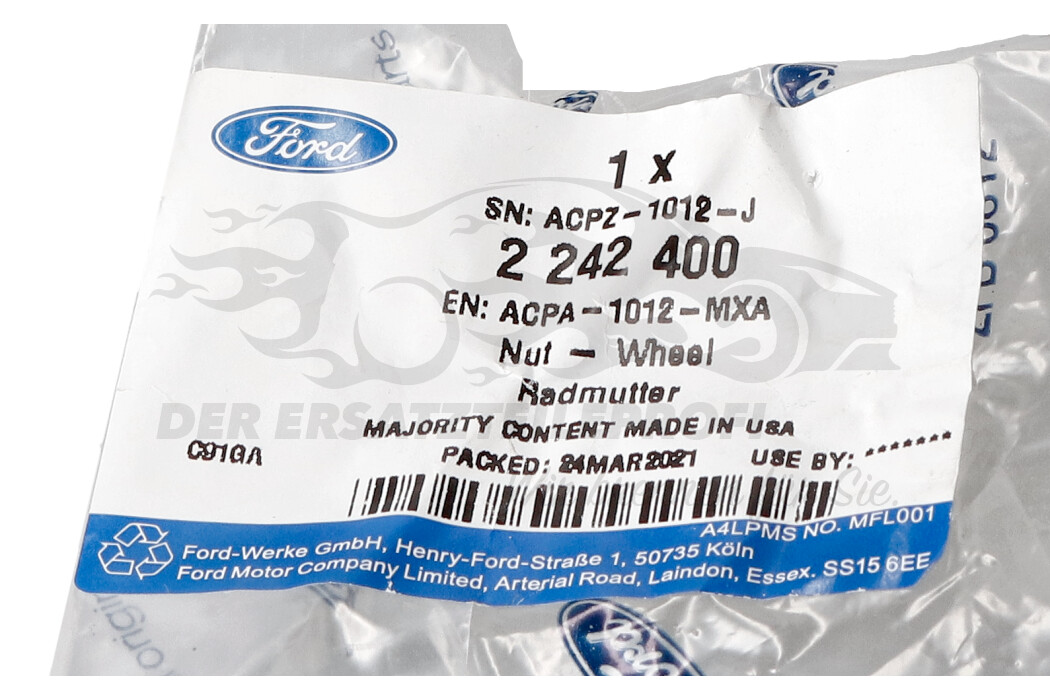 Ford
1 X
SN: ACPZ-1012-J
2 242 400
EN: ACPA-1012-MXA
Nut - Wheel
Radmutter
DER ERSATZTEILEPROFI
MAJORITY CONTENT MADE IN USA
C91GA
PACKED: 24MAR2021 USE BY: *******
A4LPMS NO. MFL001
Ford-Werke GmbH, Henry-Ford-Straße 1, 50735 Köln
Ford Motor Company Limited, Arterial Road, Laindon, Essex. SS15 6EE
Ford